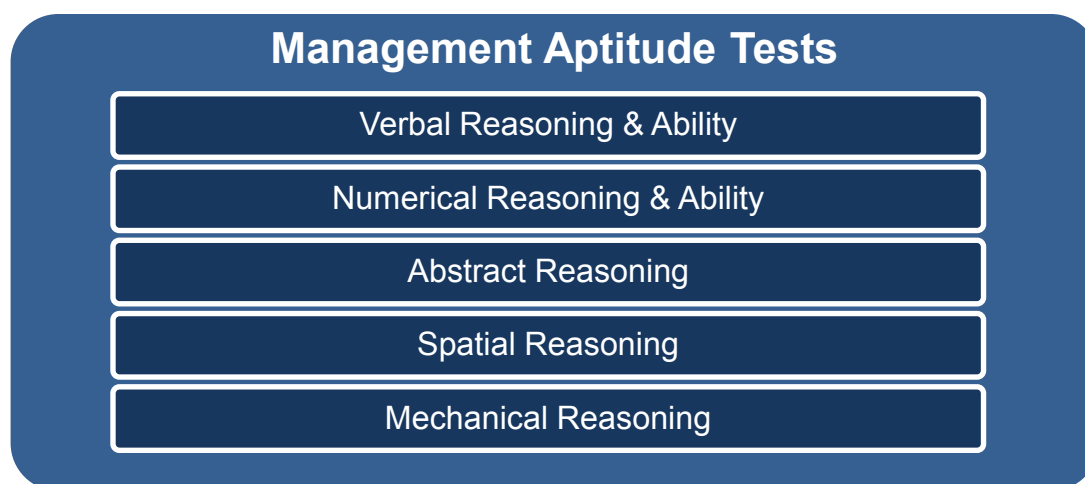 Management Aptitude Tests
Verbal Reasoning & Ability
Numerical Reasoning & Ability
Abstract Reasoning
Spatial Reasoning
Mechanical Reasoning